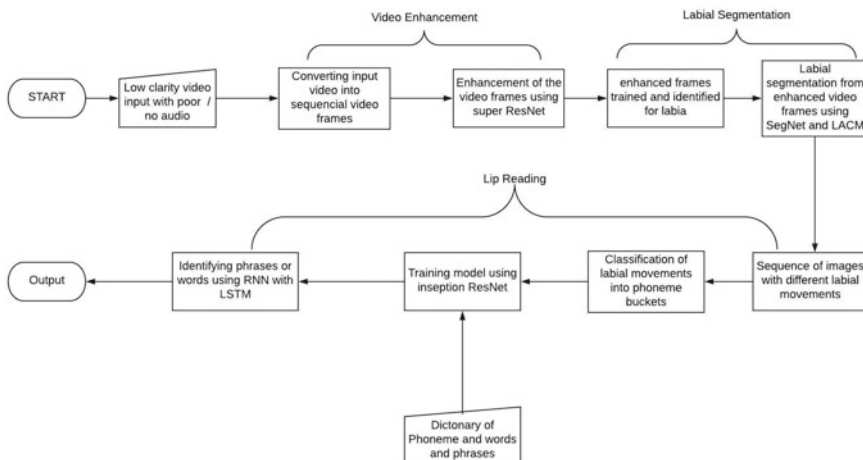 Video Enhancement
Labial Segmentation
START
Low clarity video
input with poor /
no audio
Converting input
video into
sequencial video
frames
Enhancement of the
video frames using
super ResNet
enhanced frames
trained and identified
for labia
Labial
segmentation from
enhanced video
frames using
SegNet and LACM
Lip Reading
Output
Identifying phrases or
words using RNN with
LSTM
Training model using
inseption ResNet
Classification of
labial movements
into phoneme
buckets
Sequence of images
with different labial
movements
Dictonary of
Phoneme and words
and phrases